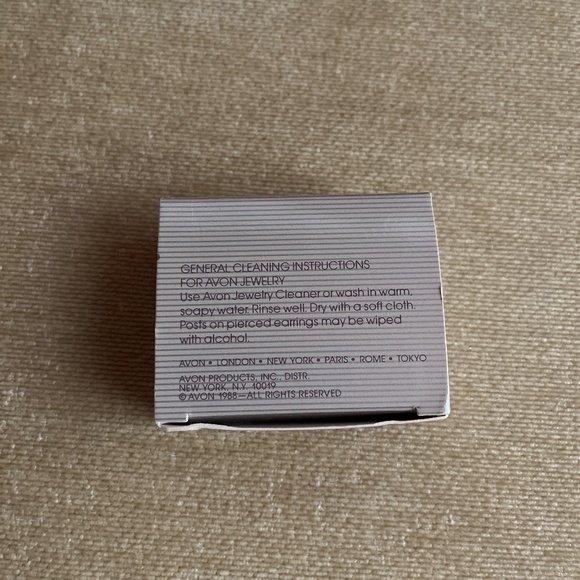 GENERAL CLEANING INSTRUCTIONS
FOR AVON JEWELRY
Use Avon Jewelry Cleaner or wash in warm,
soapy water. Rinse well. Dry with a soft cloth.
Posts on pierced earrings may be wiped
with alcohol.
AVON • LONDON • NEW YORK • PARIS • ROME • TOKYO
AVON PRODUCTS, INC., DISTR.
NEW YORK, N.Y. 10019
© AVON 1988—ALL RIGHTS RESERVED